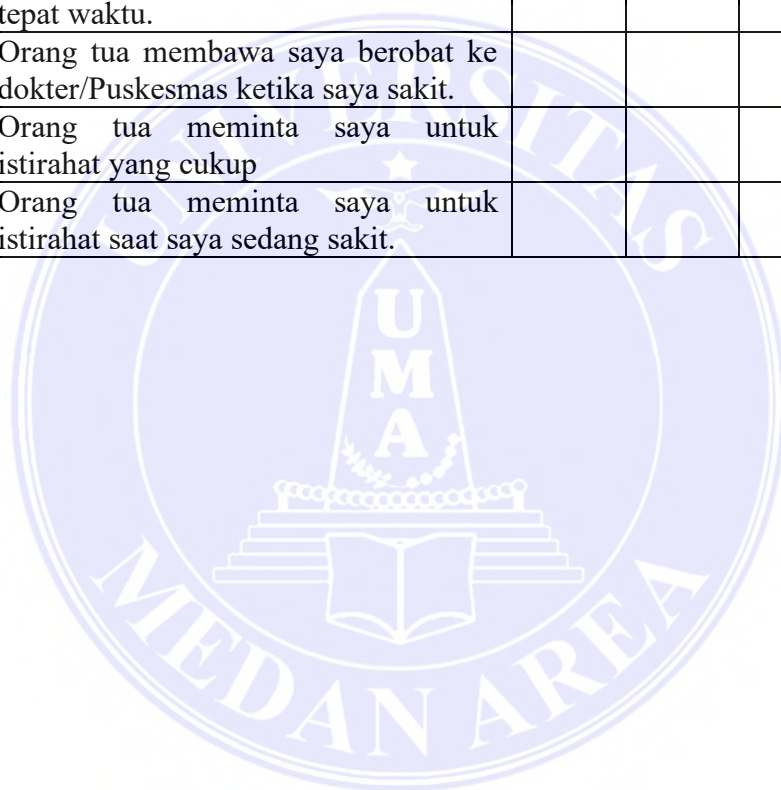 tepat waktu.
Orang tua membawa saya berobat ke
dokter/Puskesmas ketika saya sakit.
Orang tua meminta saya untuk
istirahat yang cukup
Orang tua meminta saya untuk
istirahat saat saya sedang sakit.
UNIVERSITAS
U
M
A
MEDAN AREA